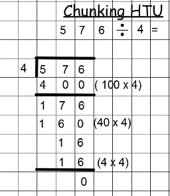 Chunking HTU
5 7 6 ÷ 4 =
4 5 7 6
4 0 0 (100 x 4)
1 7 6
1 6 0 (40 x 4)
1 6
1 6 (4 x 4)
0